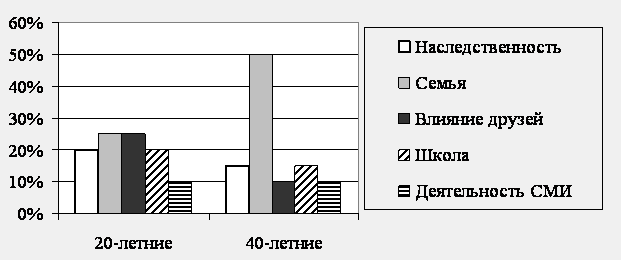 60%
50%
40%
30%
20%
10%
0%
20-летние
40-летние
Наследственность
Семья
Влияние друзей
Школа
Деятельность СМИ